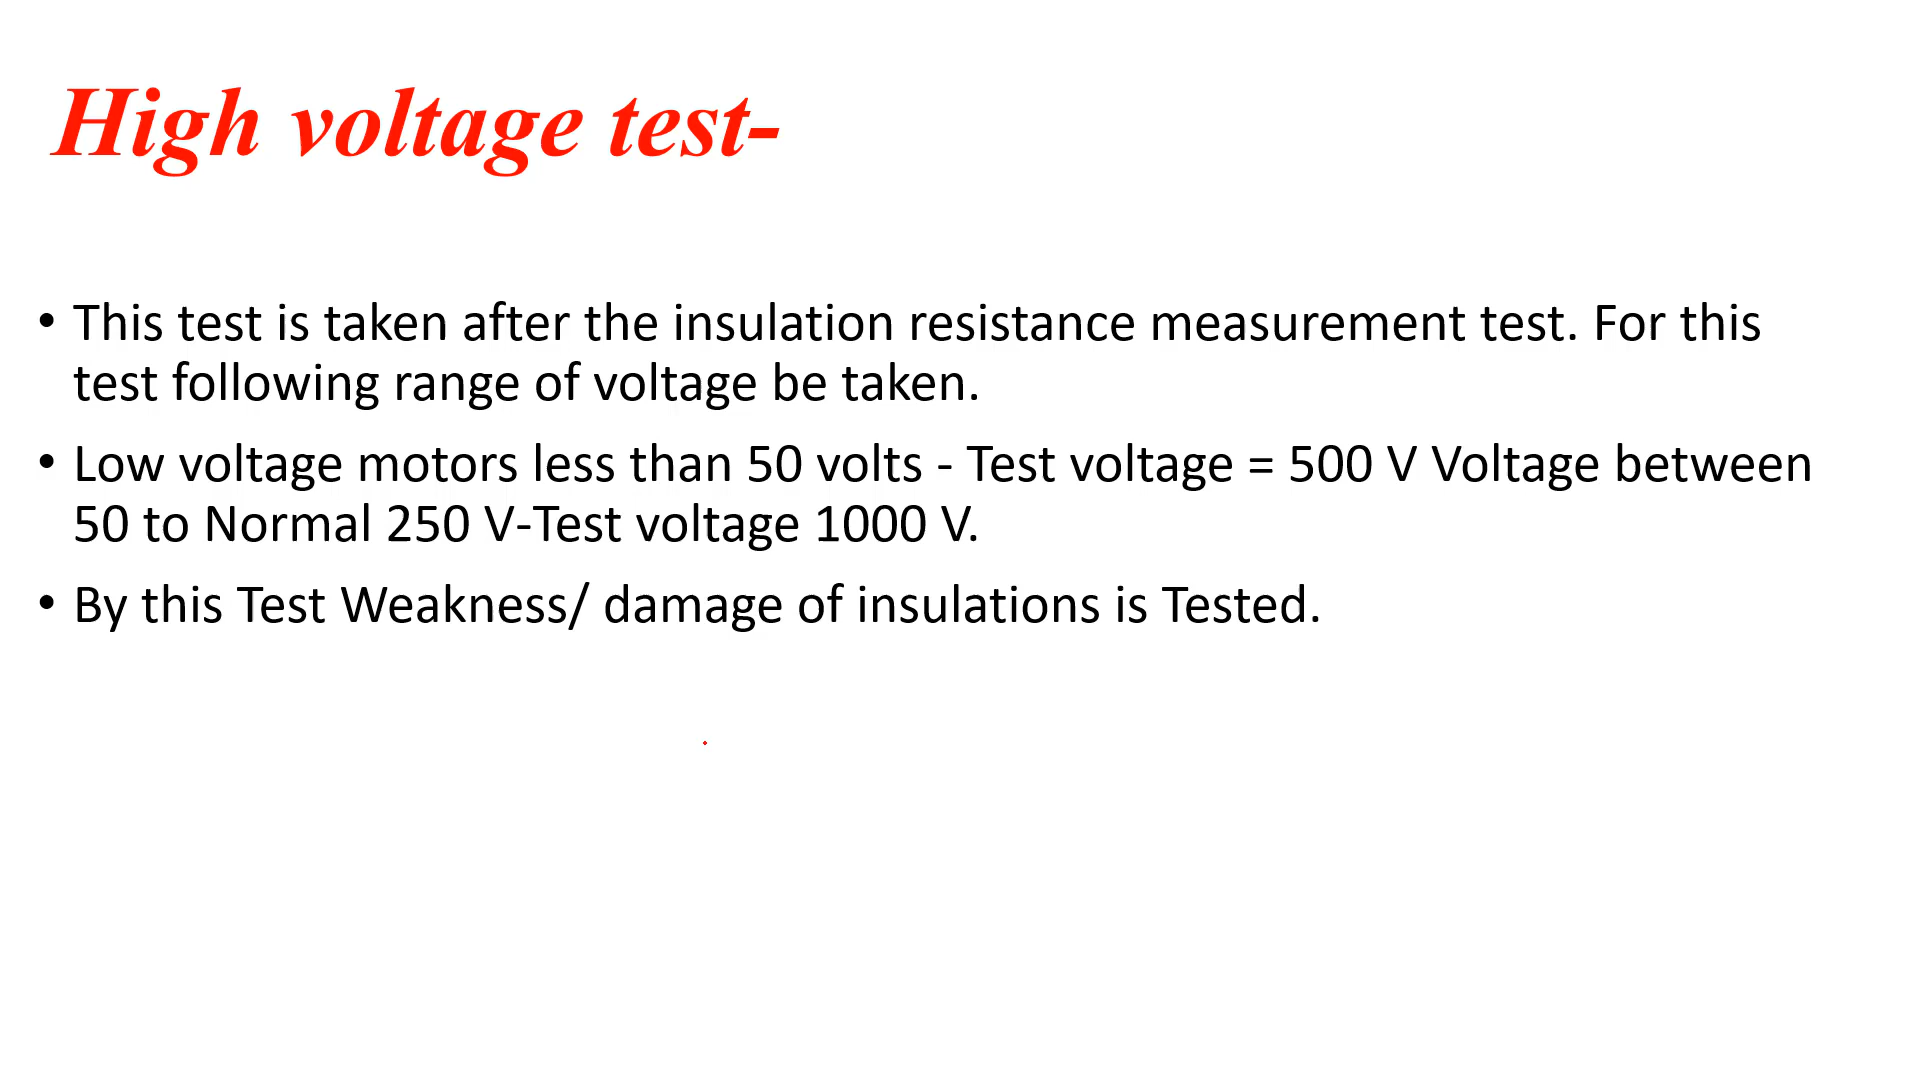 High voltage test-
• This test is taken after the insulation resistance measurement test. For this
test following range of voltage be taken.
• Low voltage motors less than 50 volts - Test voltage = 500 V Voltage between
50 to Normal 250 V-Test voltage 1000 V.
• By this Test Weakness/ damage of insulations is Tested.